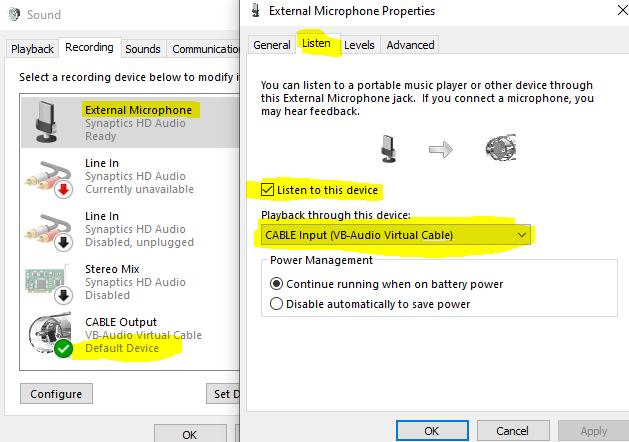 Sound
Playback Recording Sounds Communication
Select a recording device below to modify i
External Microphone
Synaptics HD Audio
Ready
Line In
Synaptics HD Audio
Currently unavailable
Line In
Synaptics HD Audio
Disabled, unplugged
Stereo Mix
Synaptics HD Audio
Disabled
CABLE Output
VB-Audio Virtual Cable
Default Device
Configure
Set D
OK
External Microphone Properties
General Listen Levels Advanced
You can listen to a portable music player or other device through
this External Microphone jack. If you connect a microphone, you
may hear feedback.
Listen to this device
Playback through this device:
CABLE Input (VB-Audio Virtual Cable)
Power Management
Continue running when on battery power
Disable automatically to save power
OK Cancel Apply